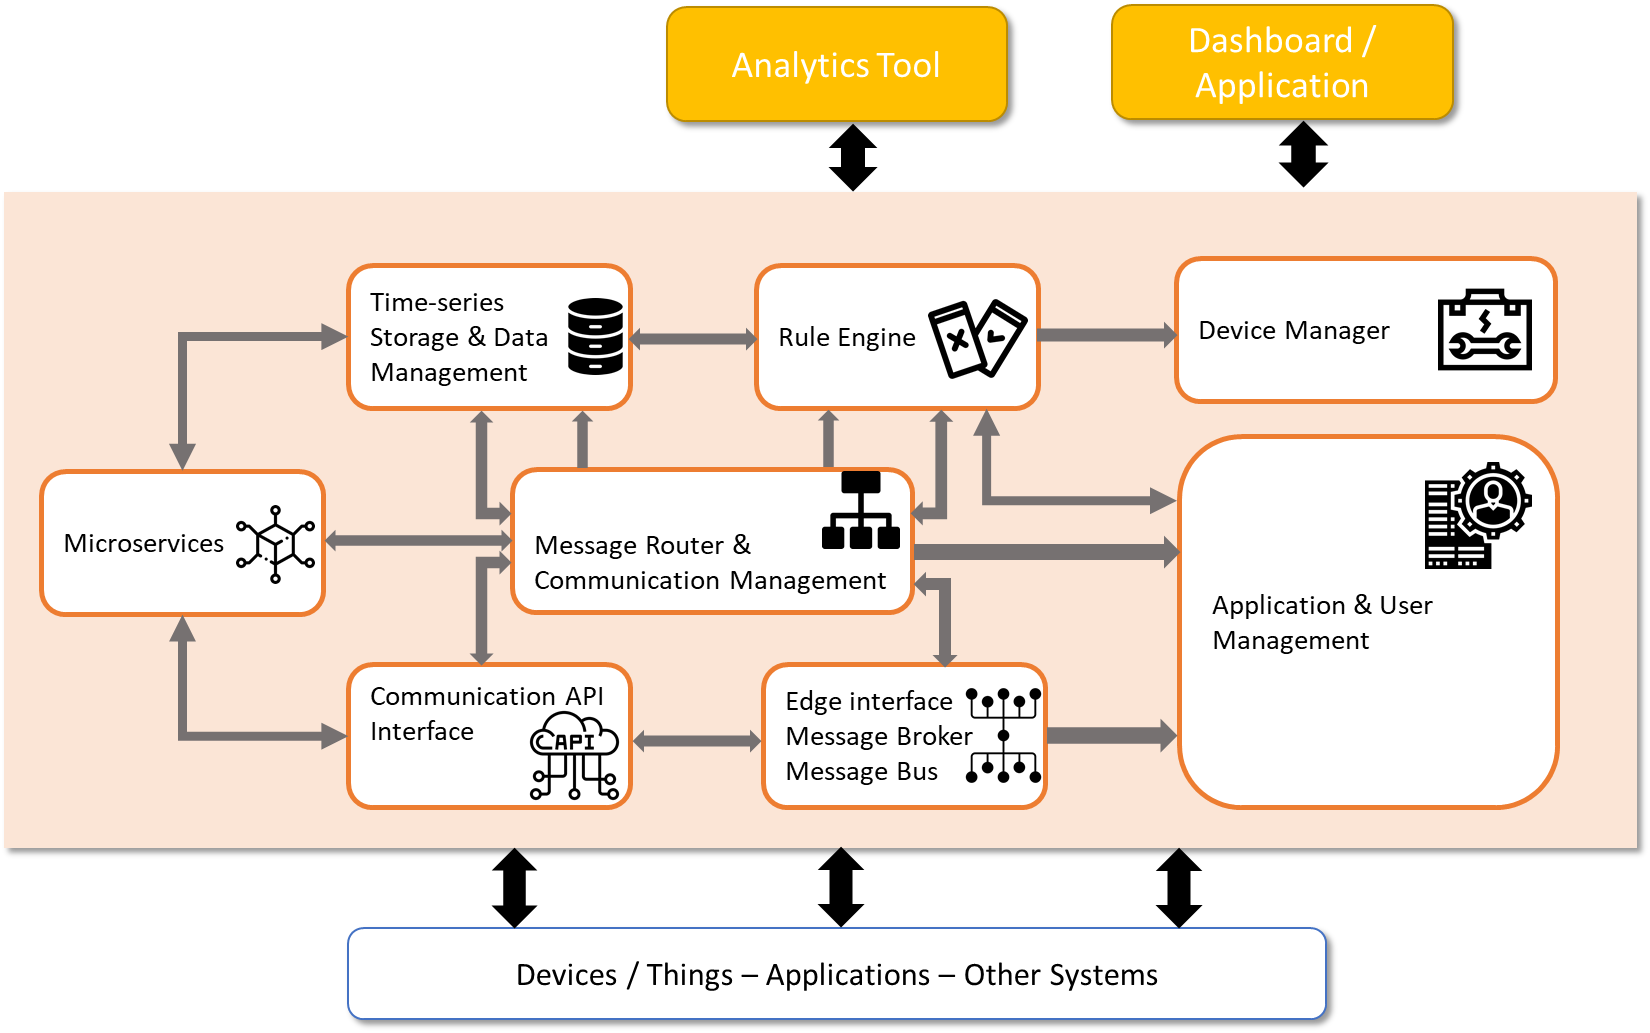 Analytics Tool
Dashboard /
Application
Time-series
Storage & Data
Management
Rule Engine
Device Manager
Microservices
Message Router &
Communication Management
Application & User
Management
Communication API
Interface
API
Edge interface
Message Broker
Message Bus
Devices / Things – Applications – Other Systems